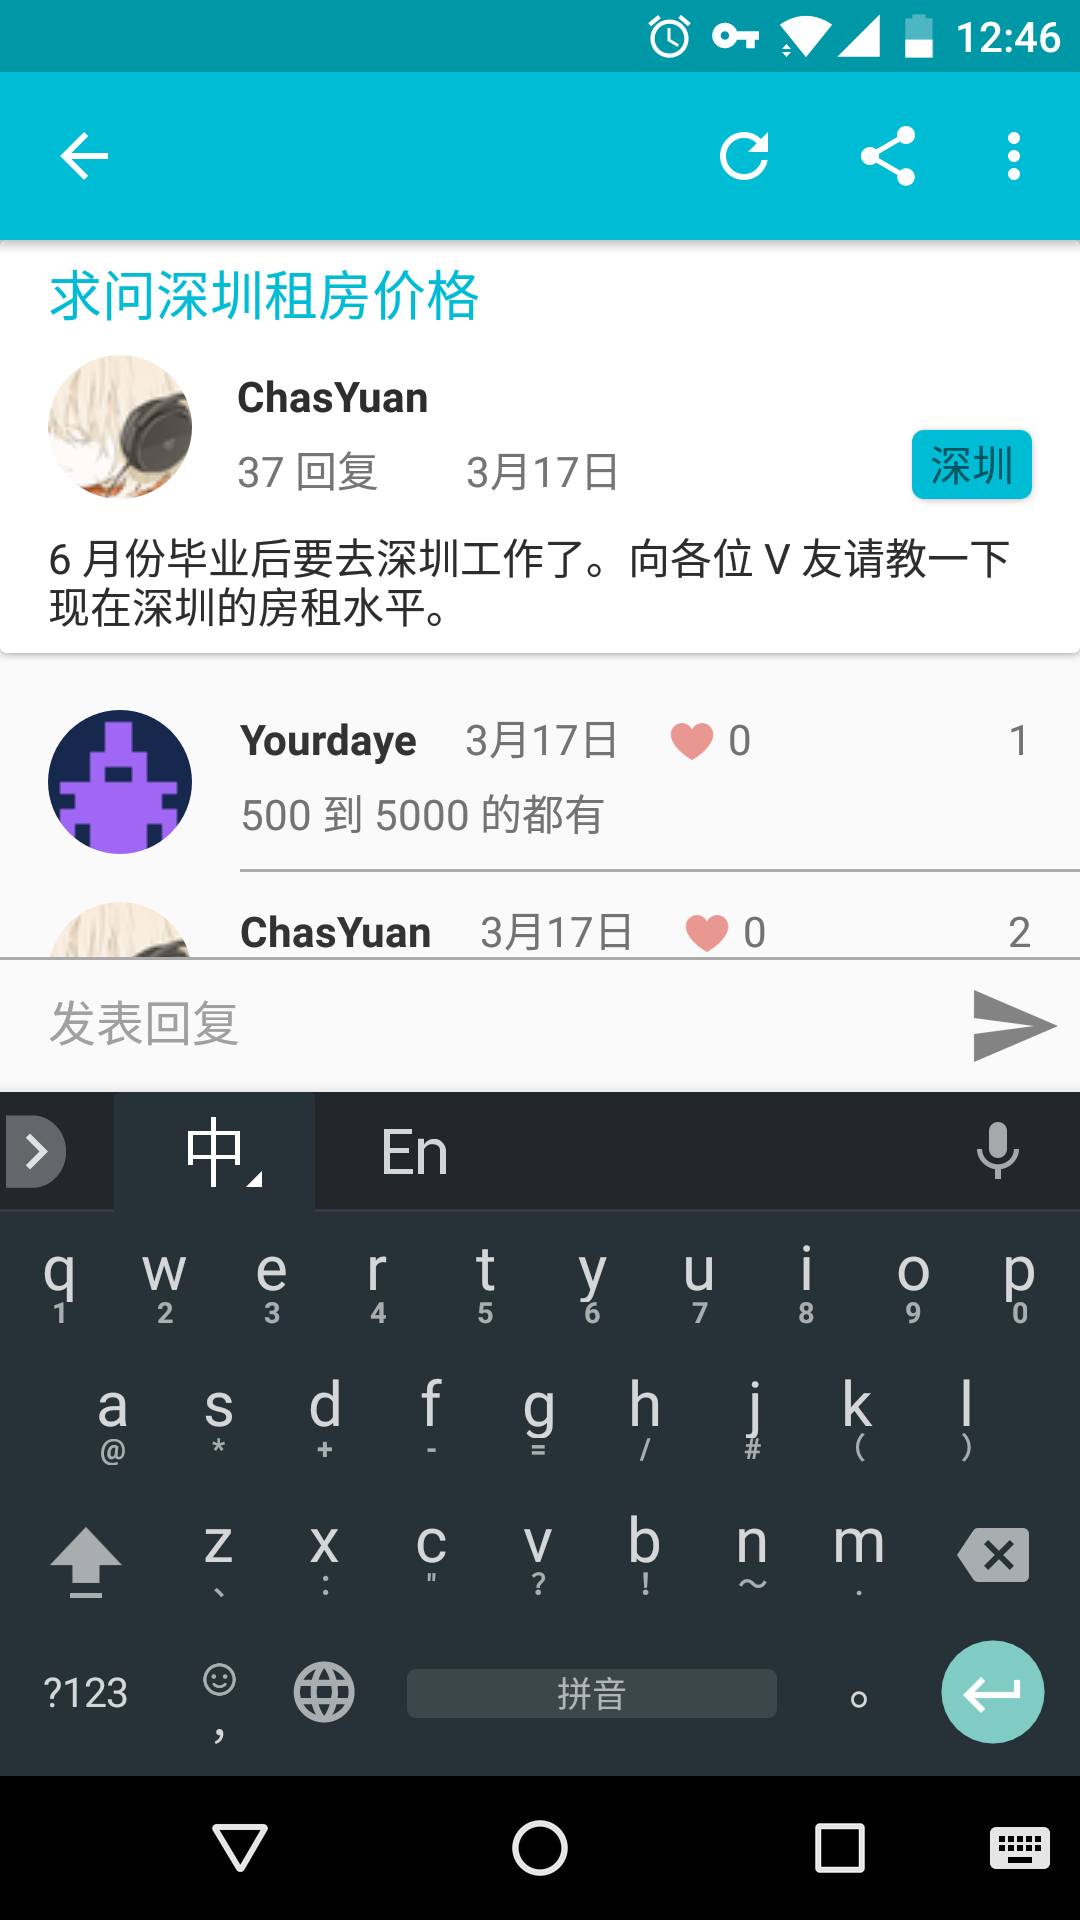 12:46
求问深圳租房价格
ChasYuan
37 回复 3月17日 深圳
6 月份毕业后要去深圳工作了。向各位 V 友请教一下
现在深圳的房租水平。
Yourdaye 3月17日 0 1
500 到 5000 的都有
ChasYuan 3月17日 0 2
发表回复
中 En
q w e r t y u i o p
1 2 3 4 5 6 7 8 9 0
a s d f g h j k l
@ * + - = / # ( )
z x c v b n m
、 : " ? ! ～ .
?123 , 拼音 。